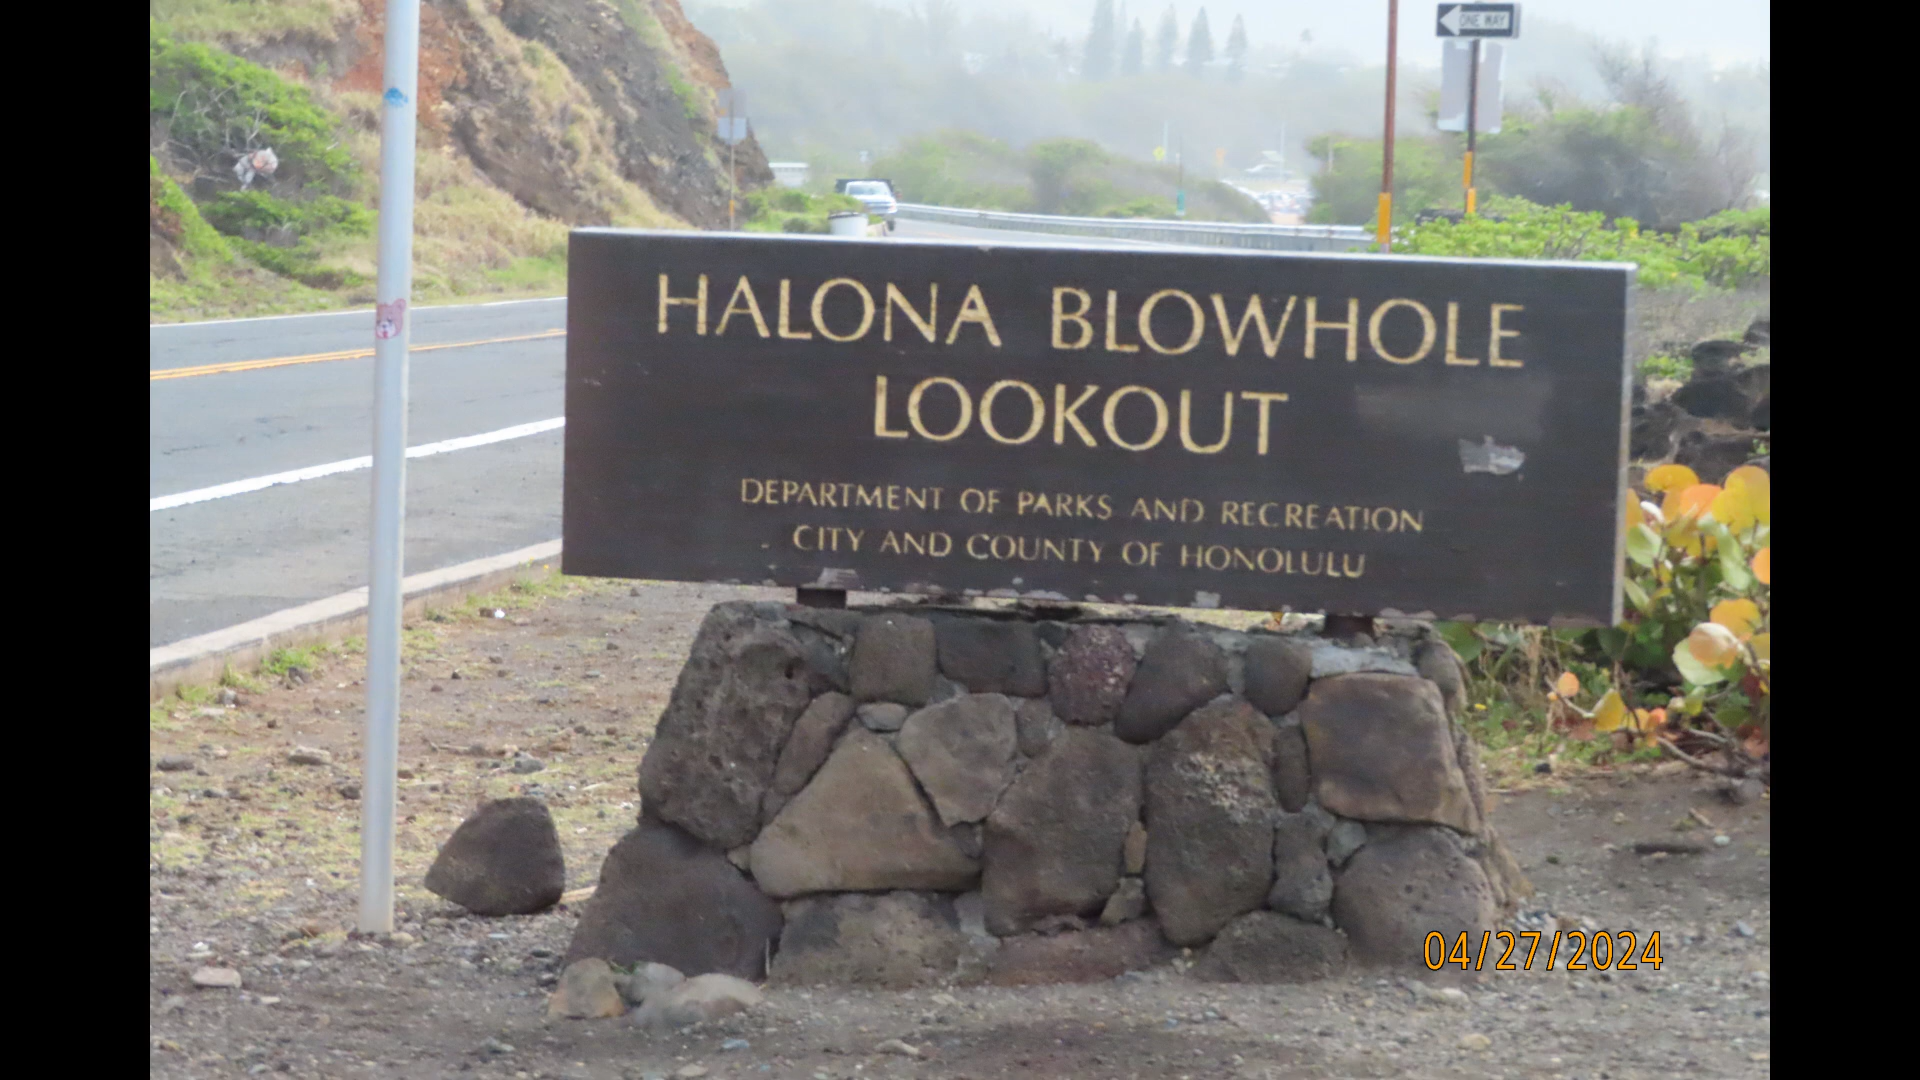 ONE WAY
HALONA BLOWHOLE
LOOKOUT
DEPARTMENT OF PARKS AND RECREATION
CITY AND COUNTY OF HONOLULU
04/27/2024